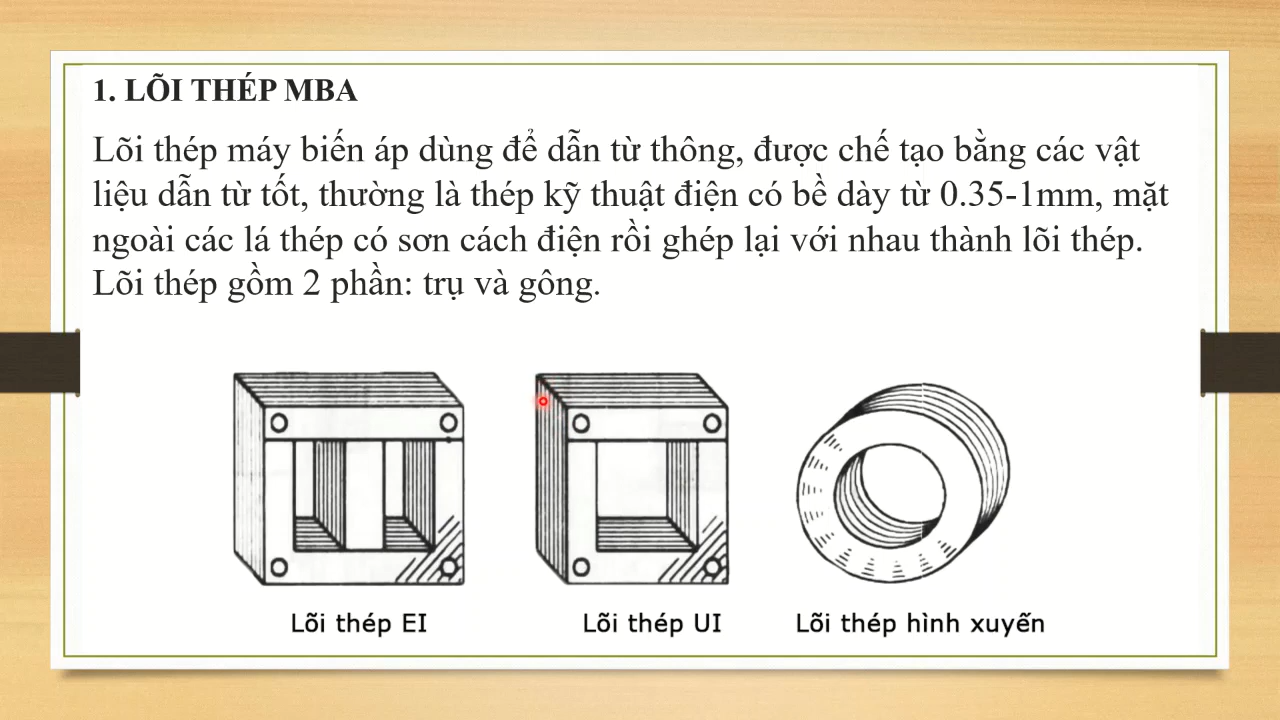 1. LÕI THÉP MBA
Lõi thép máy biến áp dùng để dẫn từ thông, được chế tạo bằng các vật
liệu dẫn từ tốt, thường là thép kỹ thuật điện có bề dày từ 0.35-1mm, mặt
ngoài các lá thép có sơn cách điện rồi ghép lại với nhau thành lõi thép.
Lõi thép gồm 2 phần: trụ và gông.
Lõi thép EI
Lõi thép UI
Lõi thép hình xuyến